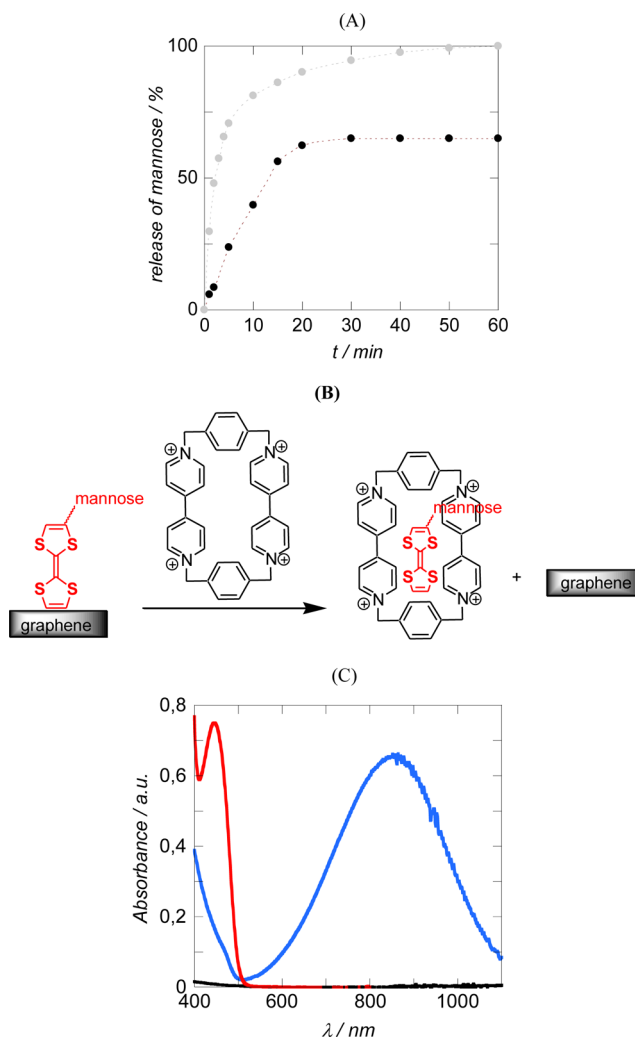 (A)
100
50
0
release of mannose / %
0 10 20 30 40 50 60
t / min
(B)
mannose
S S
S S
graphene
N⊕ N⊕
N⊕ N⊕
N⊕ N⊕
mannose
S S
S S
N⊕ N⊕
+
graphene
(C)
0,8
0,6
0,4
0,2
0
Absorbance / a.u.
400 600 800 1000
λ / nm